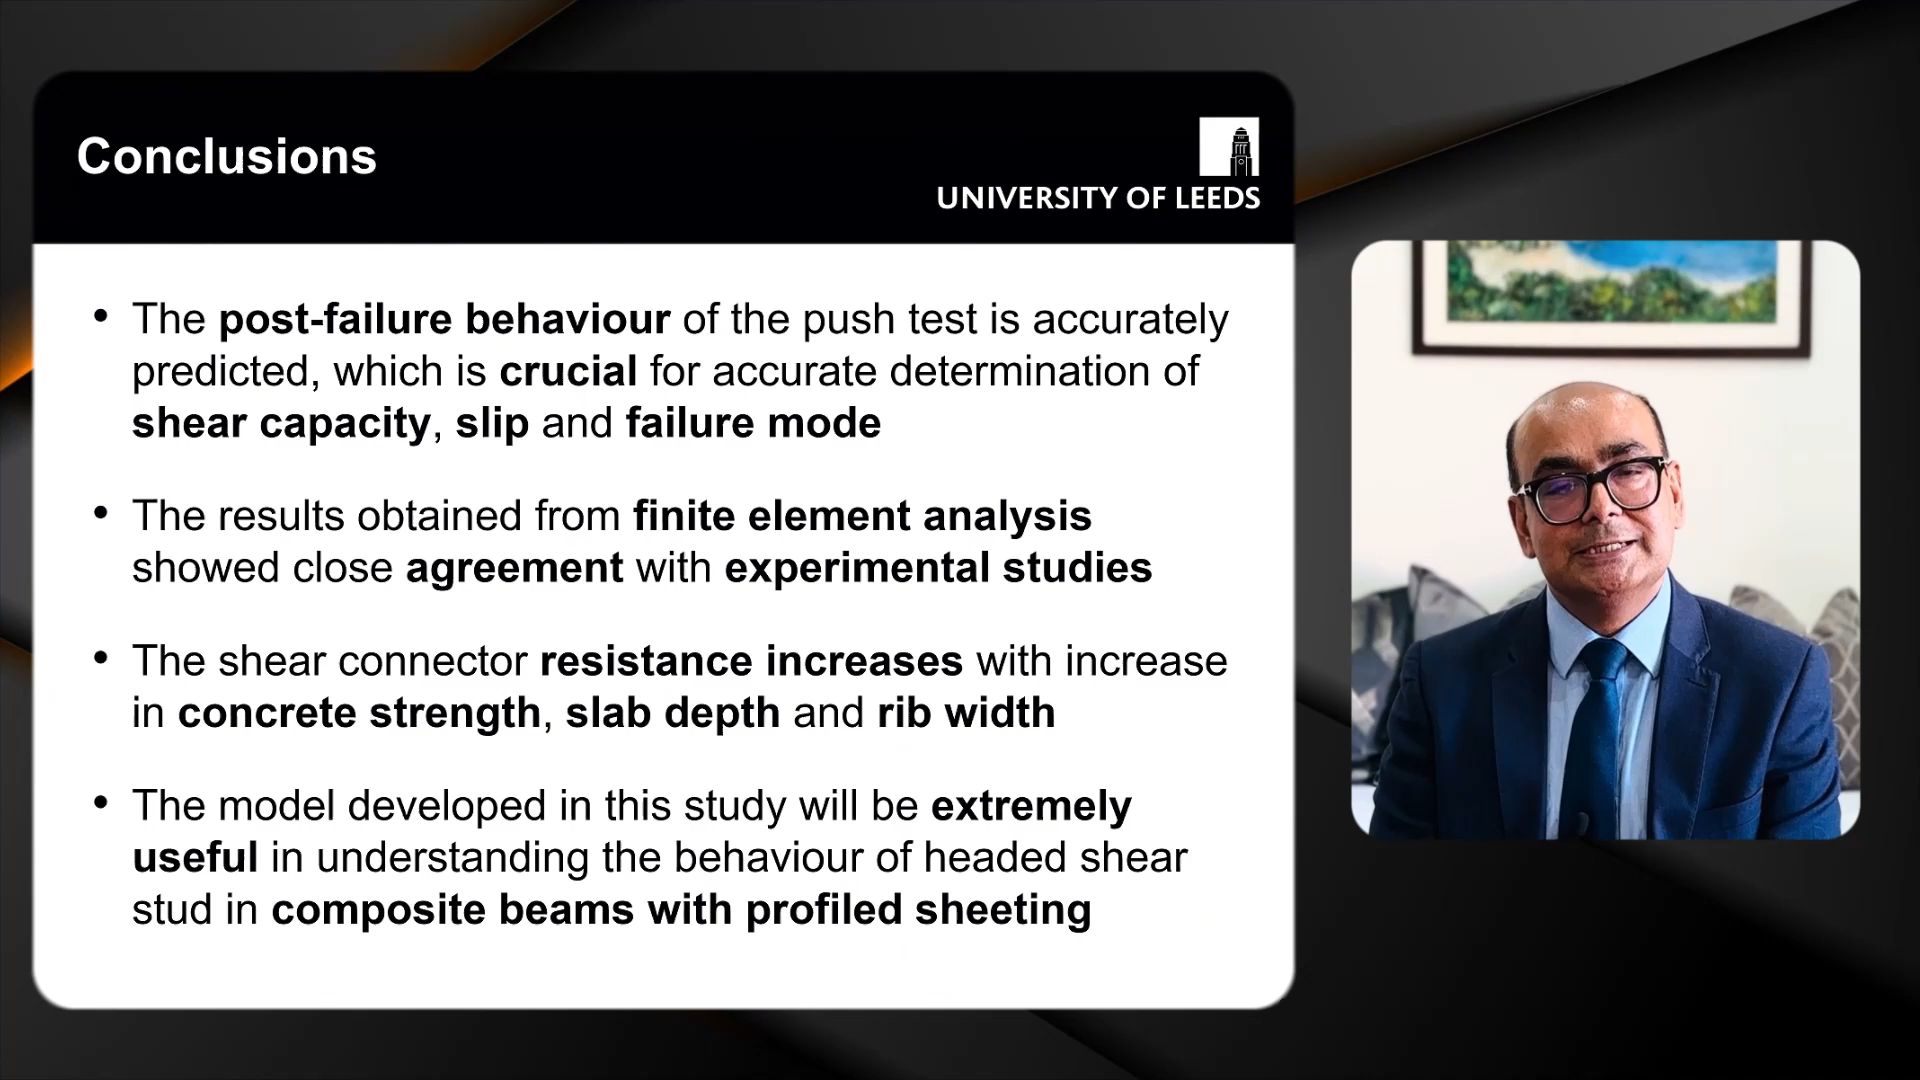 Conclusions
UNIVERSITY OF LEEDS
• The post-failure behaviour of the push test is accurately
predicted, which is crucial for accurate determination of
shear capacity, slip and failure mode
• The results obtained from finite element analysis
showed close agreement with experimental studies
• The shear connector resistance increases with increase
in concrete strength, slab depth and rib width
• The model developed in this study will be extremely
useful in understanding the behaviour of headed shear
stud in composite beams with profiled sheeting